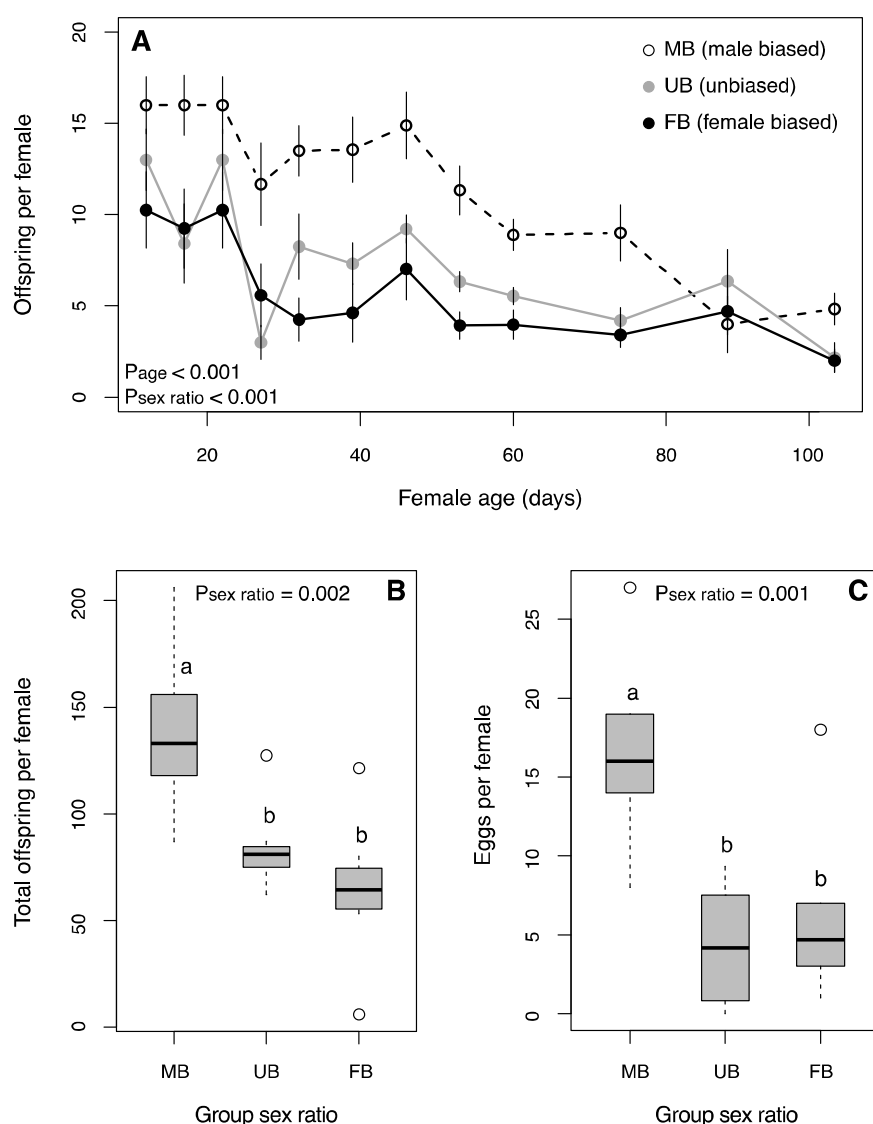 A
MB (male biased)
UB (unbiased)
FB (female biased)
Offspring per female
20
15
10
5
0
Page < 0.001
Psex ratio < 0.001
20 40 60 80 100
Female age (days)
B
Psex ratio = 0.002
Total offspring per female
200
150
100
50
0
a
b
b
MB UB FB
Group sex ratio
C
Psex ratio = 0.001
Eggs per female
25
20
15
10
5
0
a
b
b
MB UB FB
Group sex ratio